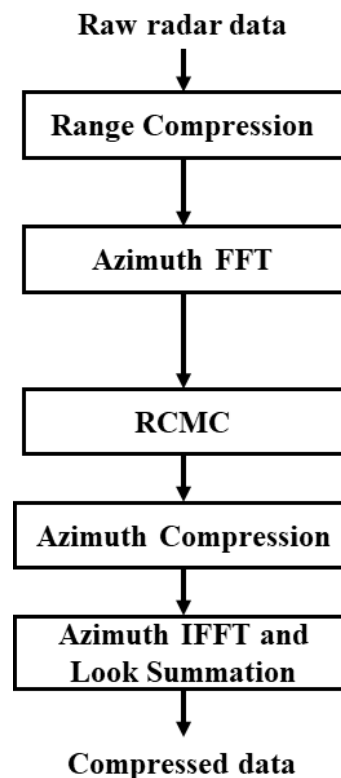 Raw radar data
Range Compression
Azimuth FFT
RCMC
Azimuth Compression
Azimuth IFFT and
Look Summation
Compressed data